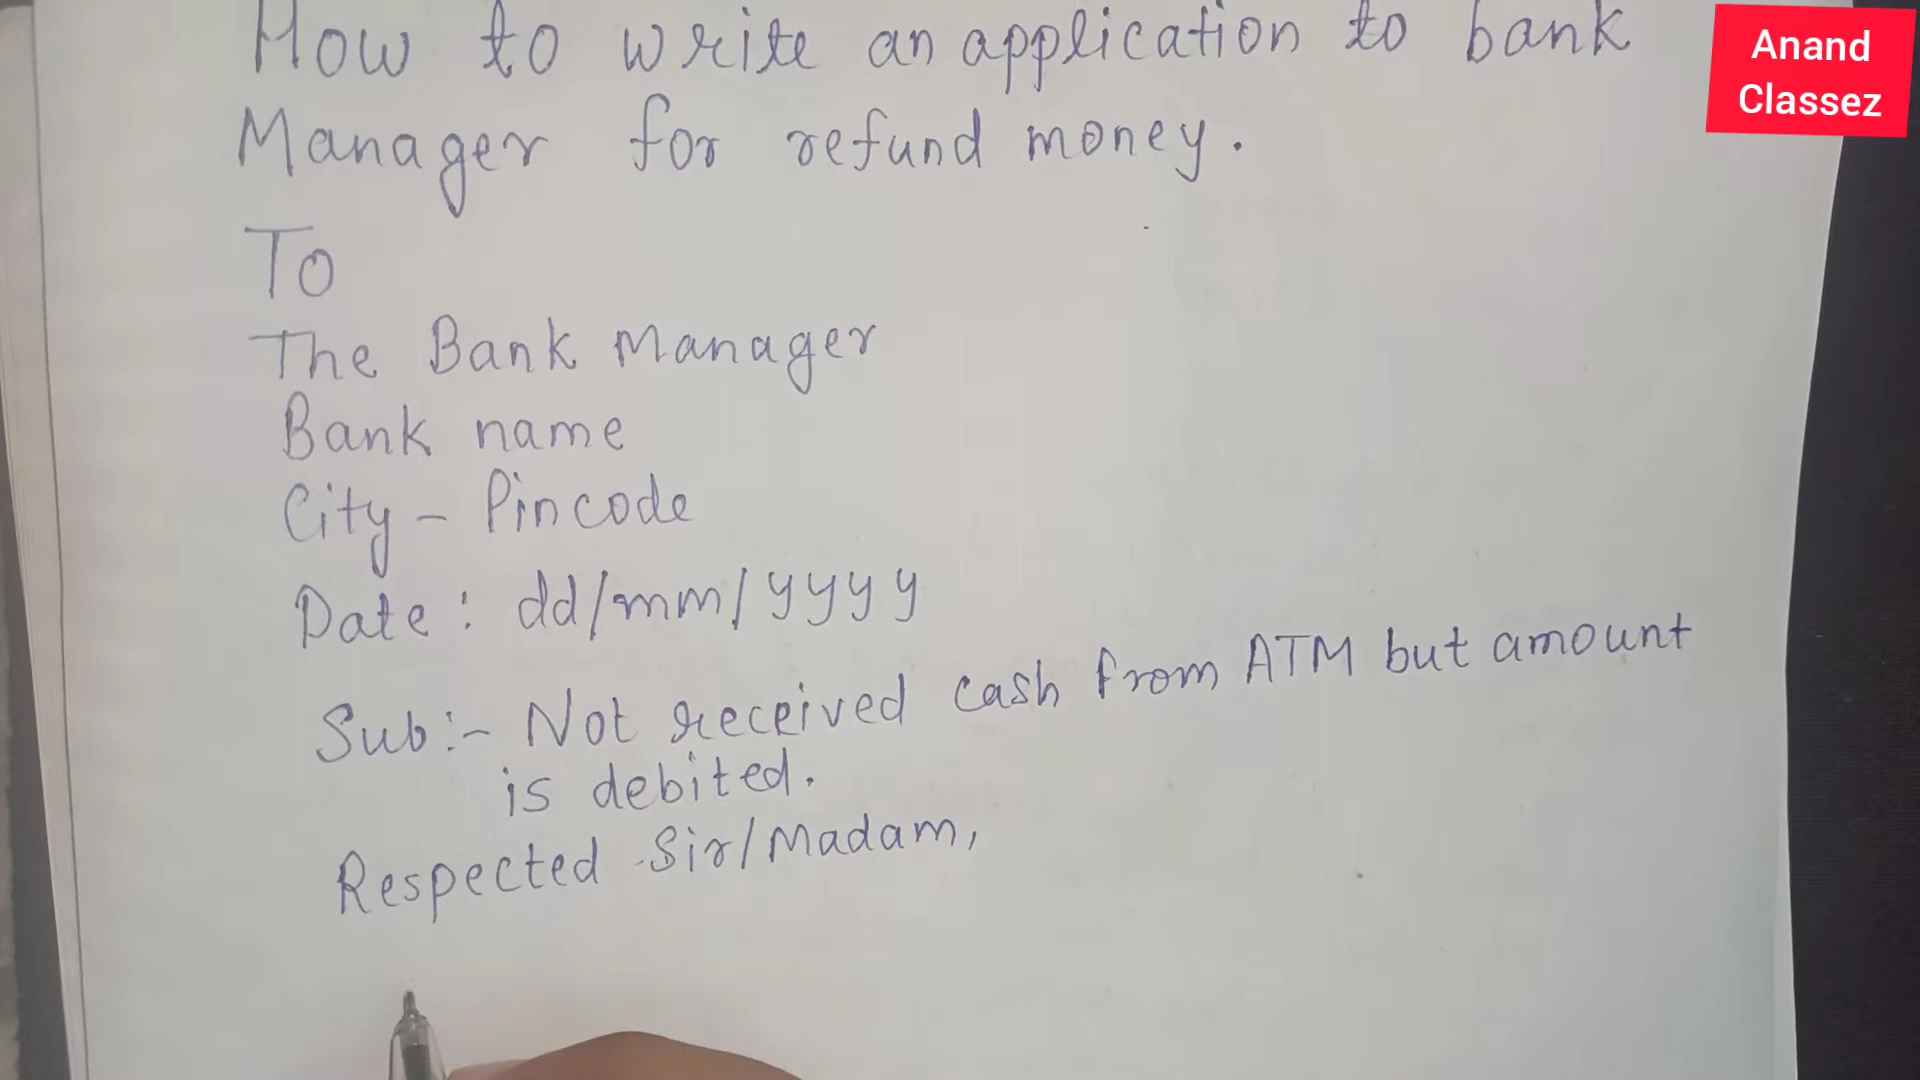 How to write an application to bank
Manager for refund money.
To
The Bank Manager
Bank name
City - Pincode
Date : dd/mm/yyyy
Sub:- Not received cash from ATM but amount
is debited.
Respected Sir/Madam,
Anand
Classez